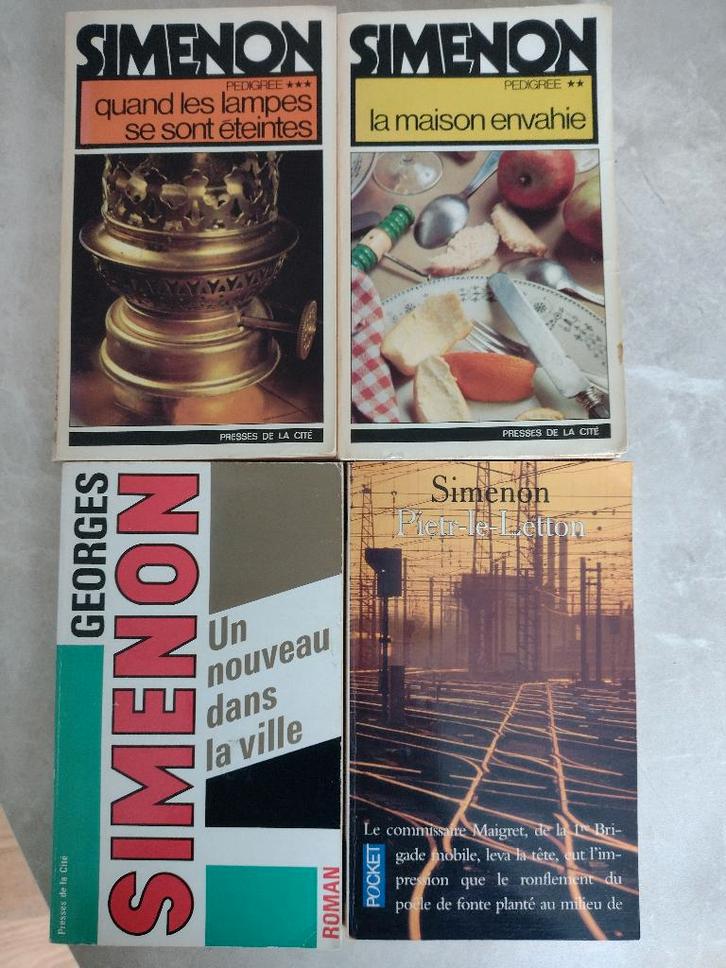 SIMENON
PEDIGREE ★★★
quand les lampes
se sont éteintes
PRESSES DE LA CITÉ
SIMENON
PEDIGREE ★★
la maison envahie
PRESSES DE LA CITÉ
GEORGES
SIMENON
Un
nouveau
dans
la ville
Presses de la Cité
ROMAN
Simenon
Pietr-le-Letton
Le commissaire Maigret, de la 1re Bri-
gade mobile, leva la tête, eut l'im-
pression que le ronflement du
poêle de fonte planté au milieu de
POCKET